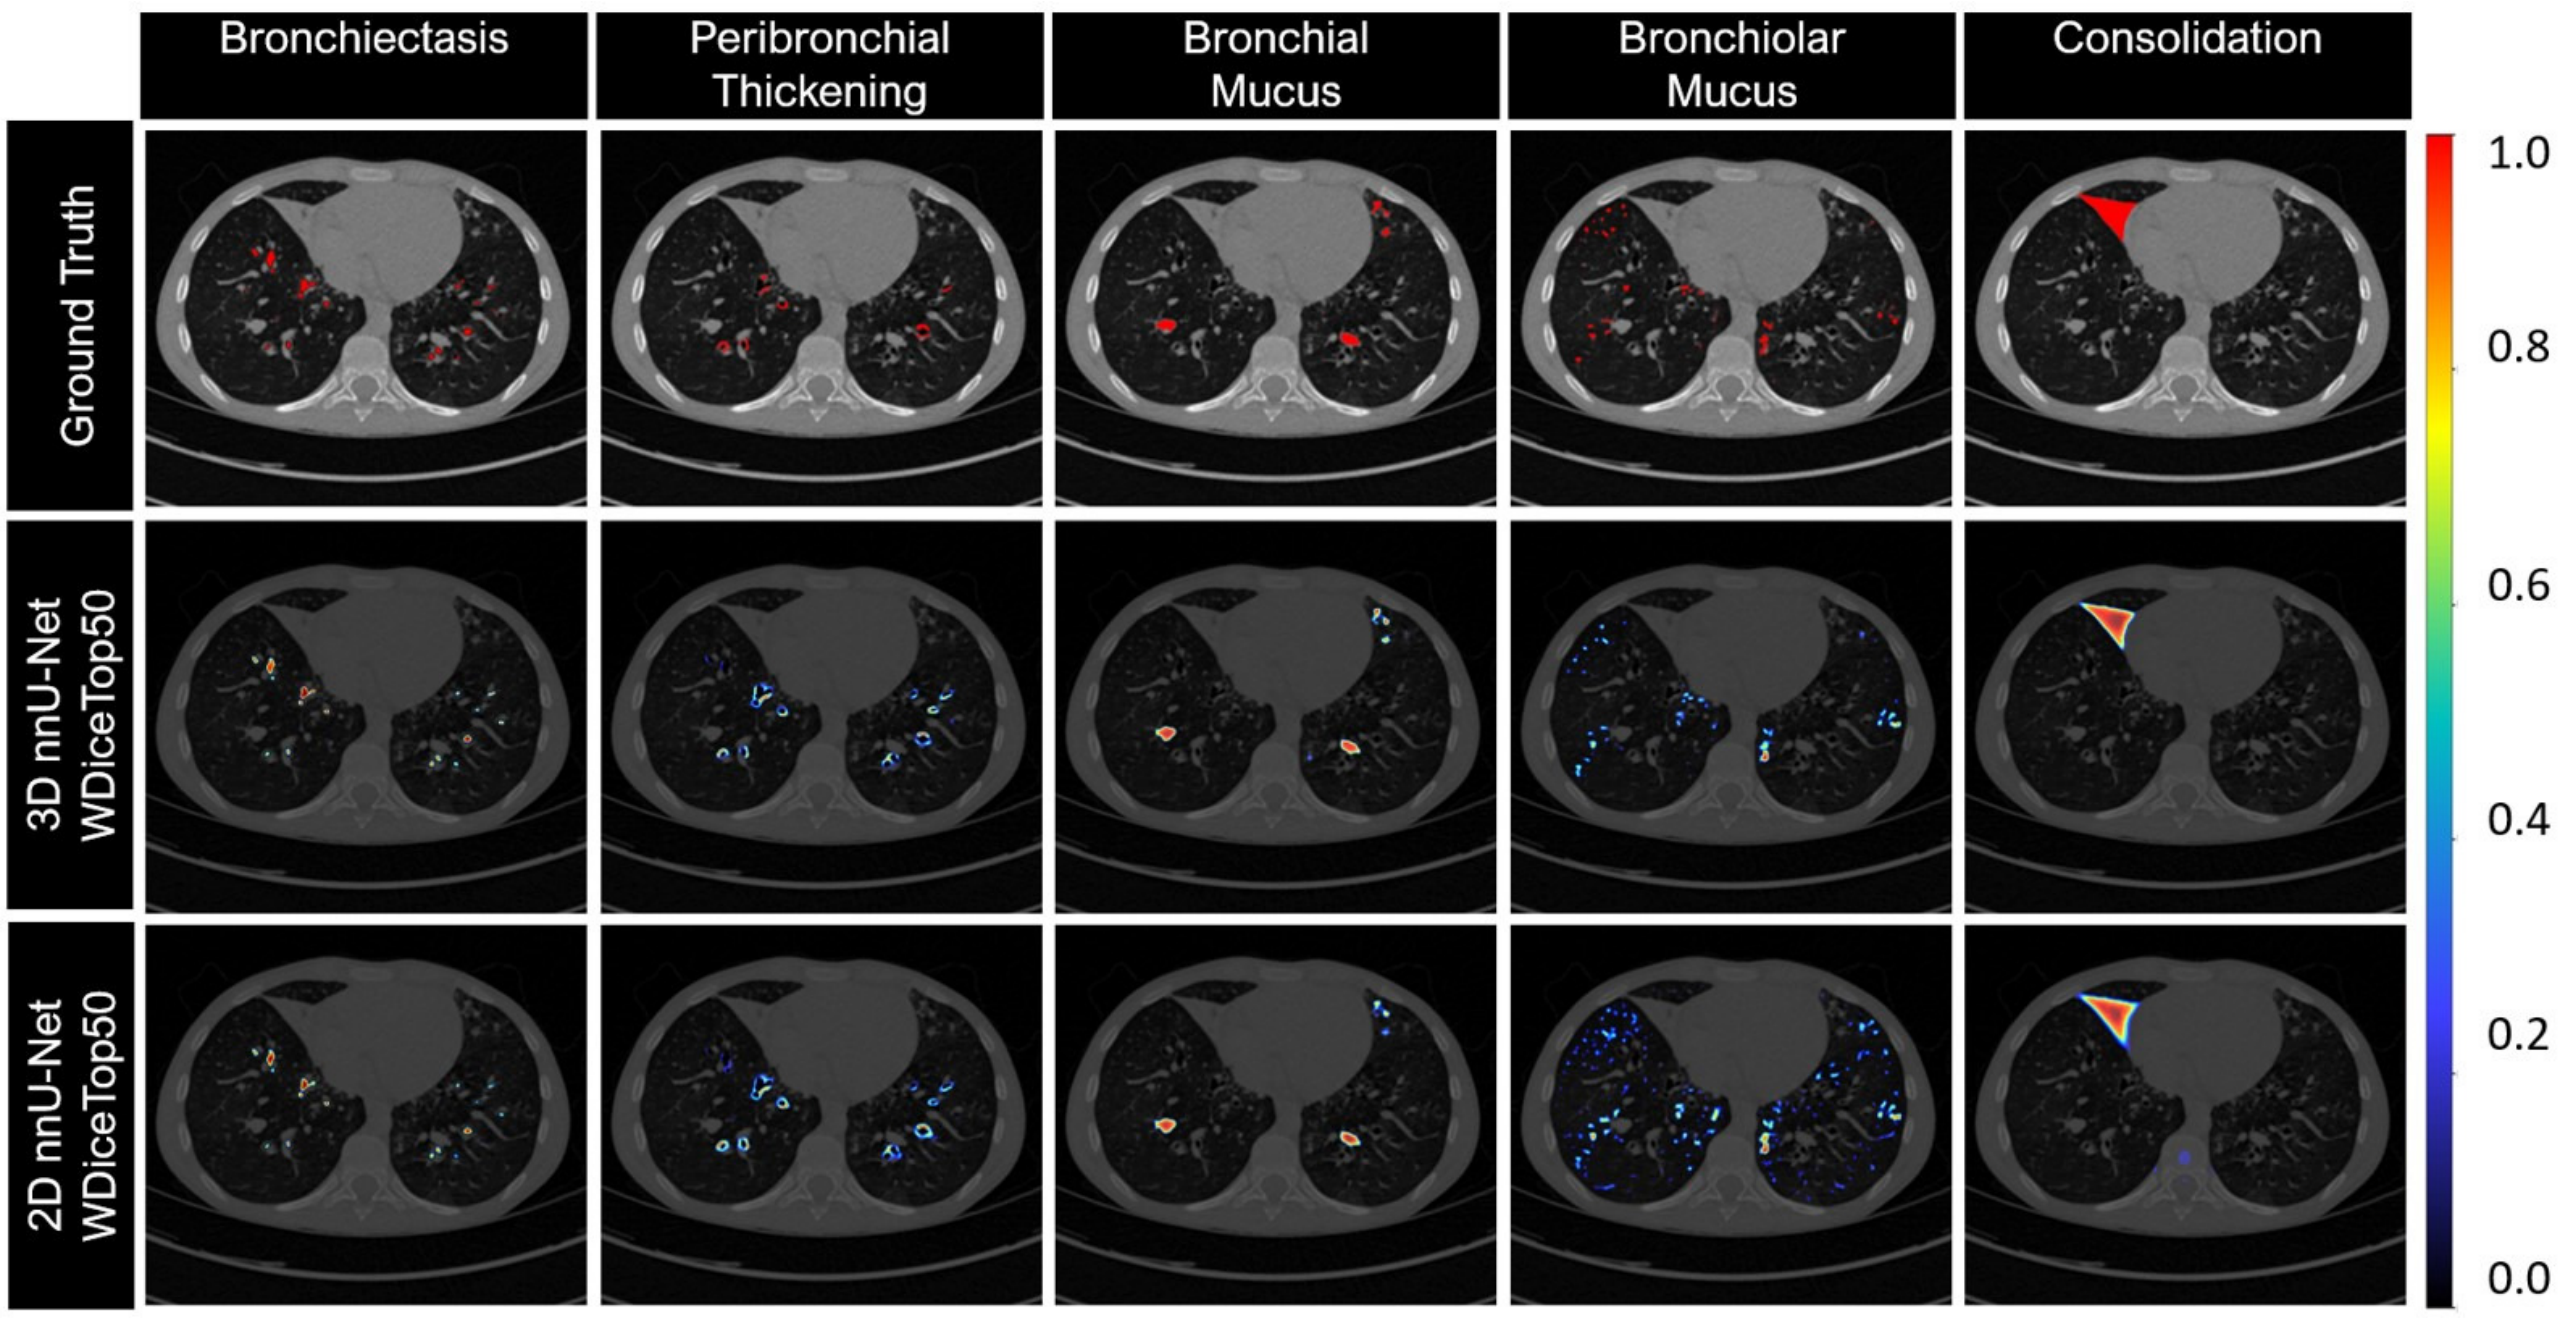 Bronchiectasis
Peribronchial
Thickening
Bronchial
Mucus
Bronchiolar
Mucus
Consolidation
Ground Truth
3D nnU-Net
WDiceTop50
2D nnU-Net
WDiceTop50
1.0
0.8
0.6
0.4
0.2
0.0